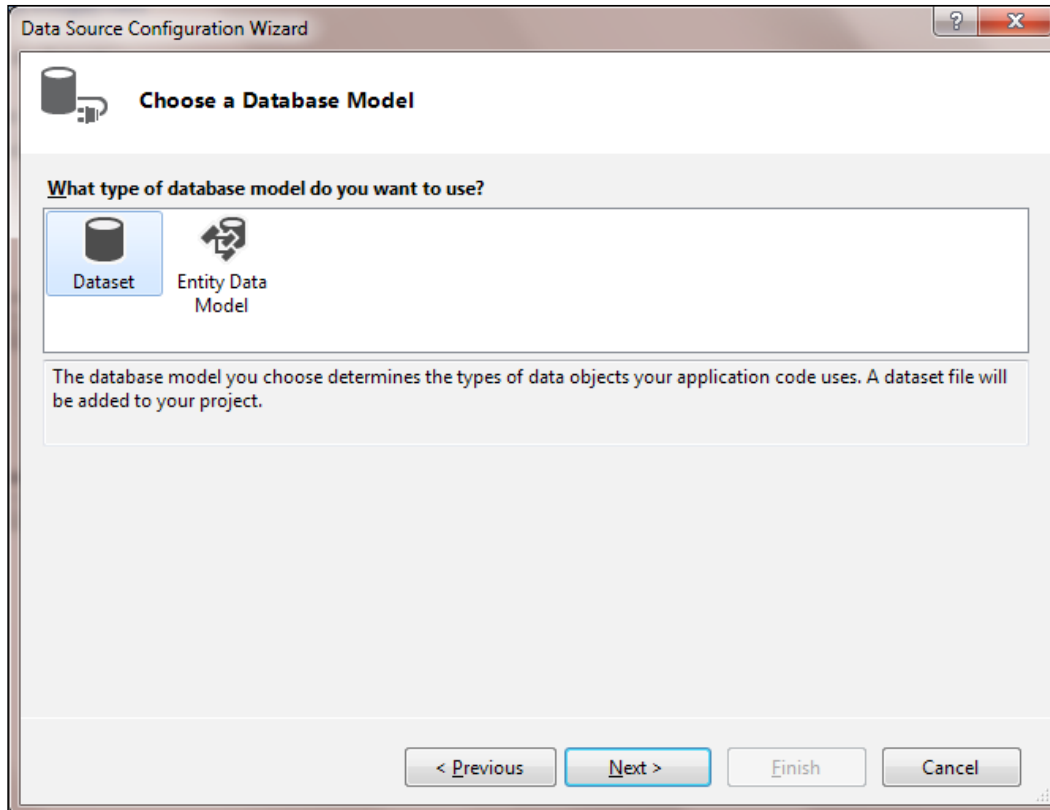 Data Source Configuration Wizard
?
X
Choose a Database Model
What type of database model do you want to use?
Dataset
Entity Data
Model
The database model you choose determines the types of data objects your application code uses. A dataset file will
be added to your project.
< Previous
Next >
Finish
Cancel